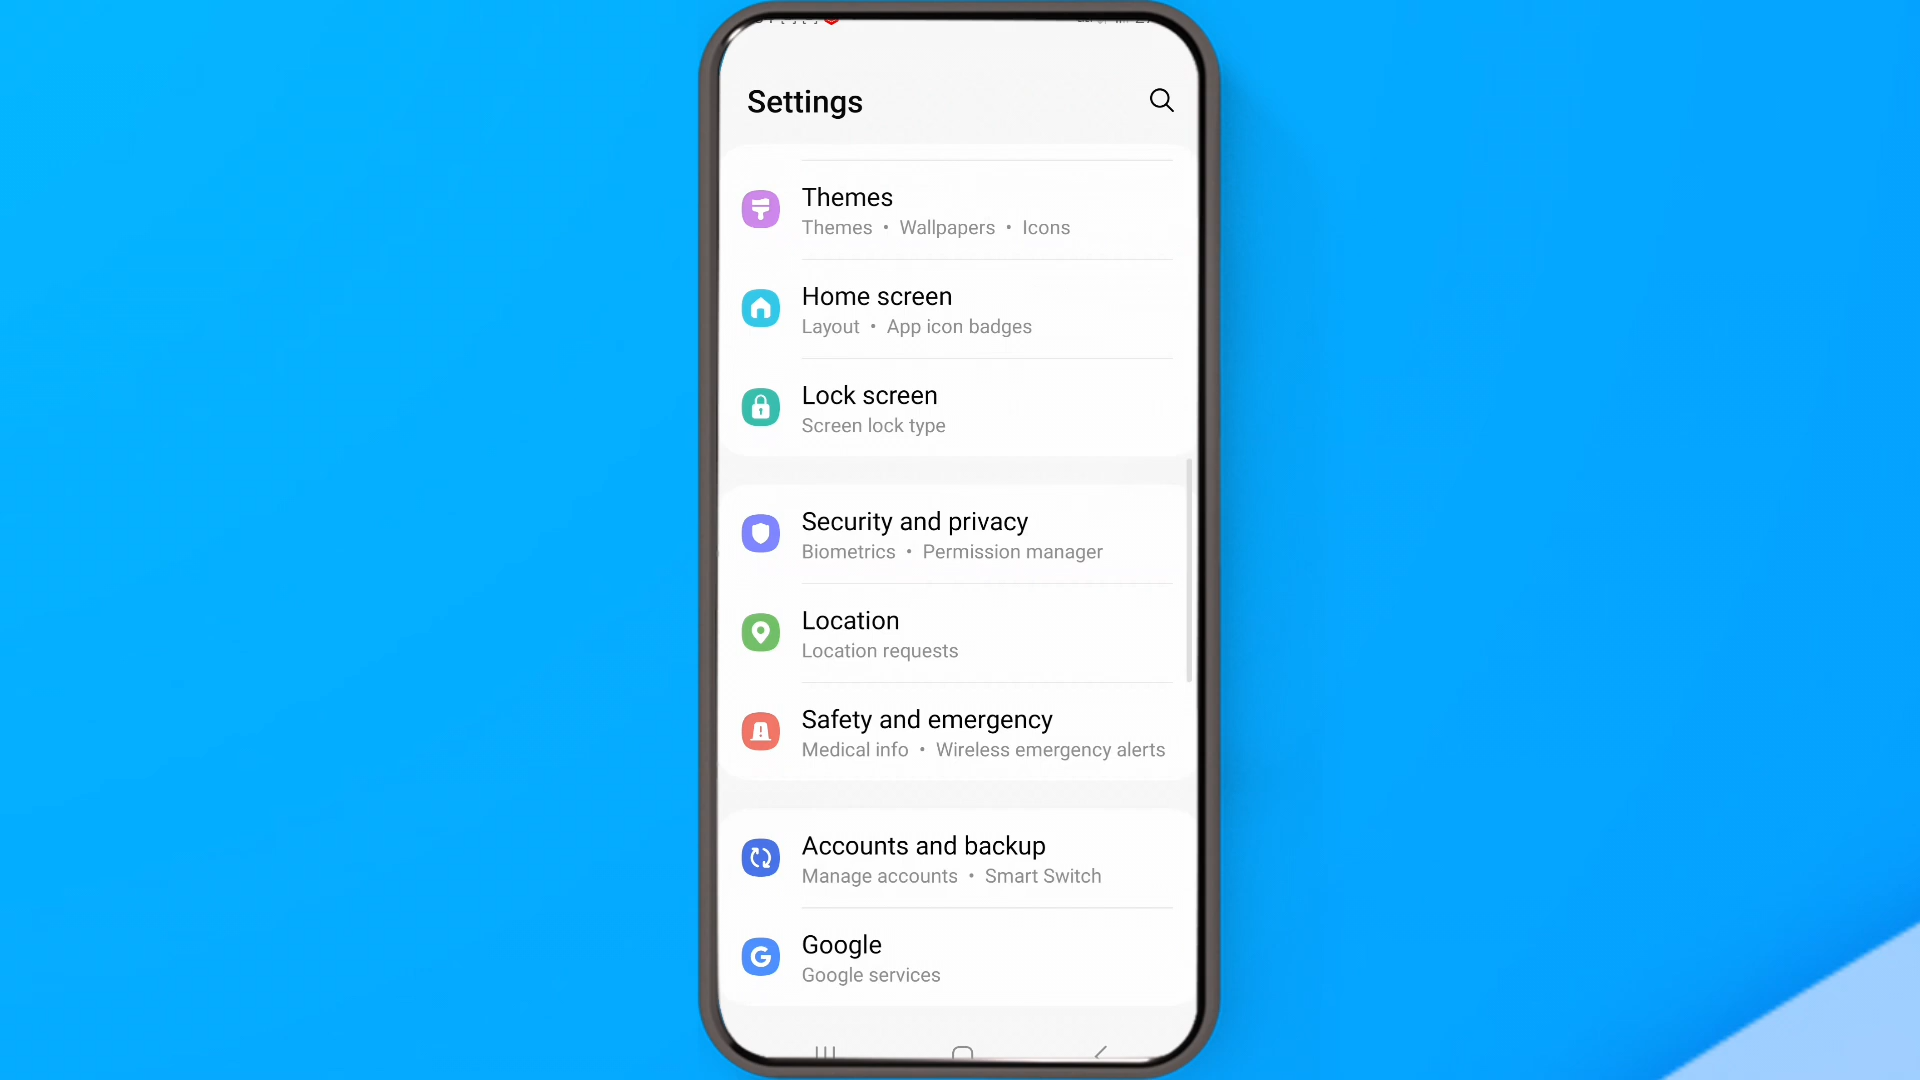 Settings
Themes
Themes • Wallpapers • Icons
Home screen
Layout • App icon badges
Lock screen
Screen lock type
Security and privacy
Biometrics • Permission manager
Location
Location requests
Safety and emergency
Medical info • Wireless emergency alerts
Accounts and backup
Manage accounts • Smart Switch
Google
Google services